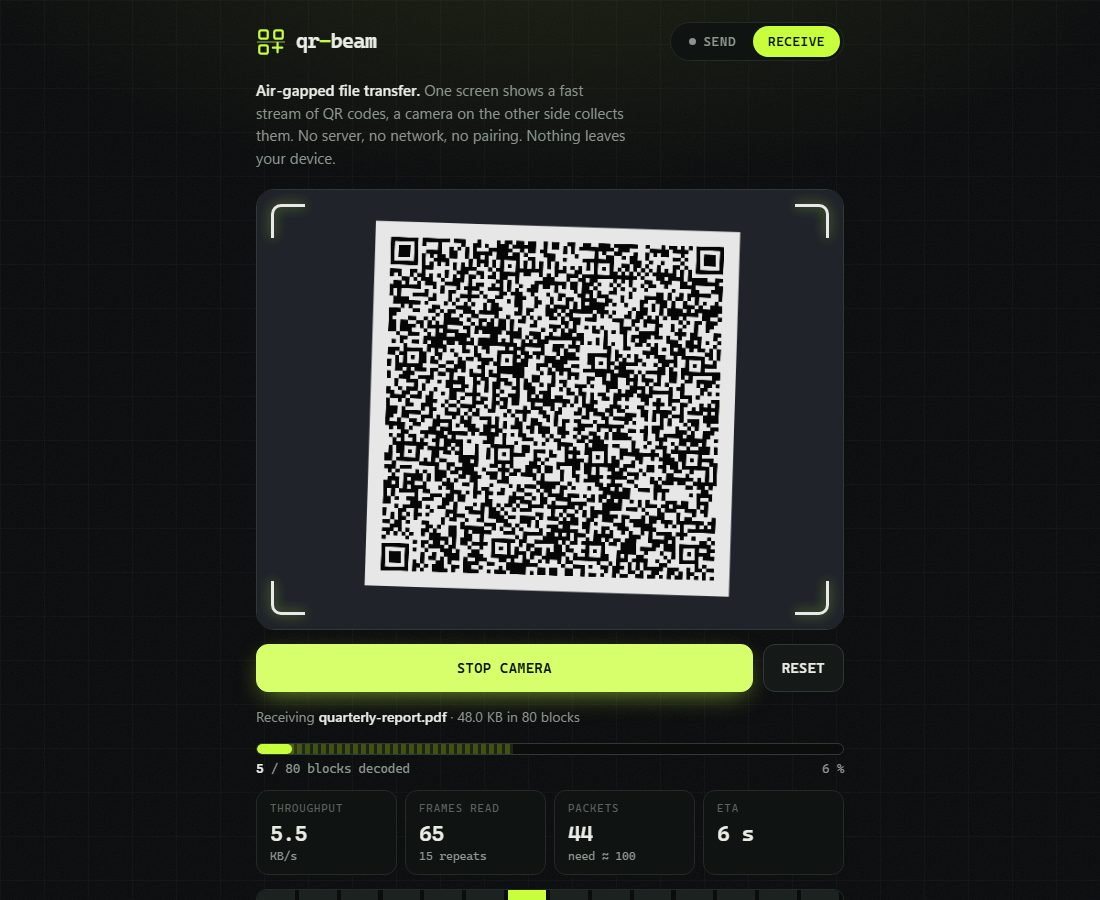 qr-beam
SEND
RECEIVE
Air-gapped file transfer. One screen shows a fast
stream of QR codes, a camera on the other side collects
them. No server, no network, no pairing. Nothing leaves
your device.
STOP CAMERA
RESET
Receiving quarterly-report.pdf · 48.0 KB in 80 blocks
5 / 80 blocks decoded
6 %
THROUGHPUT
5.5
KB/s
FRAMES READ
65
15 repeats
PACKETS
44
need ≈ 100
ETA
6 s